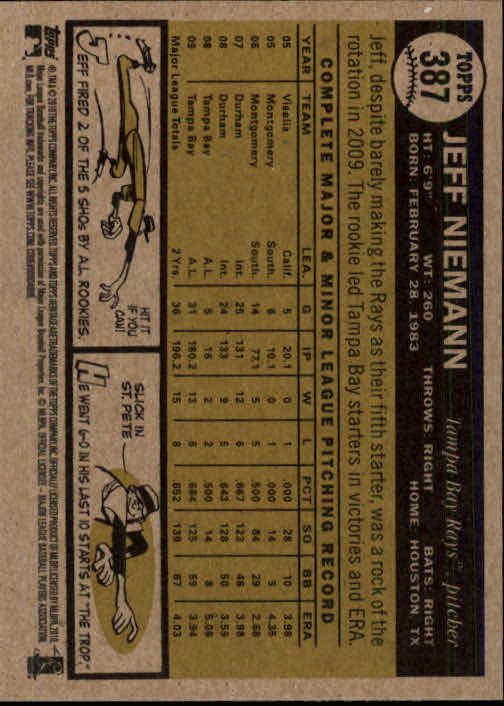 TOPPS
387
JEFF NIEMANN
Tampa Bay Rays™ – pitcher
HT: 6'9" WT: 260 THROWS: RIGHT BATS: RIGHT
BORN: FEBRUARY 28, 1983 HOME: HOUSTON, TX
Jeff, despite barely making the Rays as their fifth starter, was a rock of the
rotation in 2009. The rookie led Tampa Bay starters in victories and ERA.
COMPLETE MAJOR & MINOR LEAGUE PITCHING RECORD
YEAR TEAM LEA. G IP W L PCT SO BB ERA
05 Visalia Calif. 5 20.1 0 1 .000 28 10 3.98
05 Montgomery South. 6 10.1 0 1 .000 14 5 4.35
06 Montgomery South. 14 77.1 5 5 .500 84 29 2.68
07 Durham Int. 25 131 12 6 .667 123 46 3.98
08 Durham Int. 24 133 9 5 .643 128 50 3.59
08 Tampa Bay A.L. 5 16 2 2 .500 14 8 5.06
09 Tampa Bay A.L. 31 180.2 13 6 .684 125 59 3.94
Major League Totals 2 Yrs. 36 196.2 15 8 .652 139 67 4.03
HIT IT
IF YOU
CAN!
JEFF FIRED 2 OF THE 5 SHOs BY A.L. ROOKIES.
SLICK IN
ST. PETE
HE WENT 6-0 IN HIS LAST 10 STARTS AT "THE TROP."
Topps